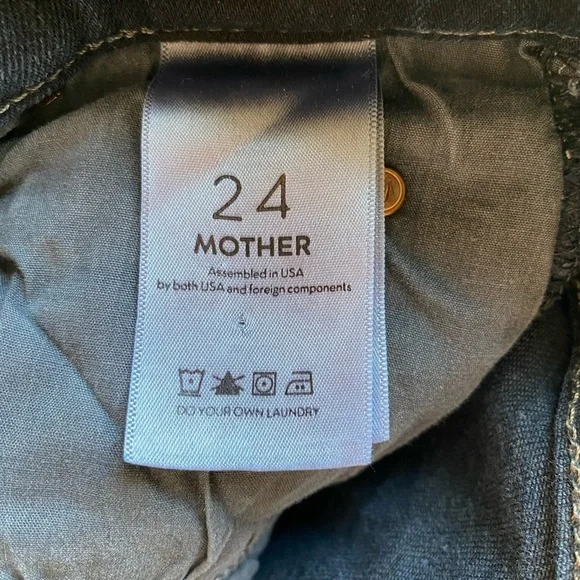 24
MOTHER
Assembled in USA
by both USA and foreign components
DO YOUR OWN LAUNDRY